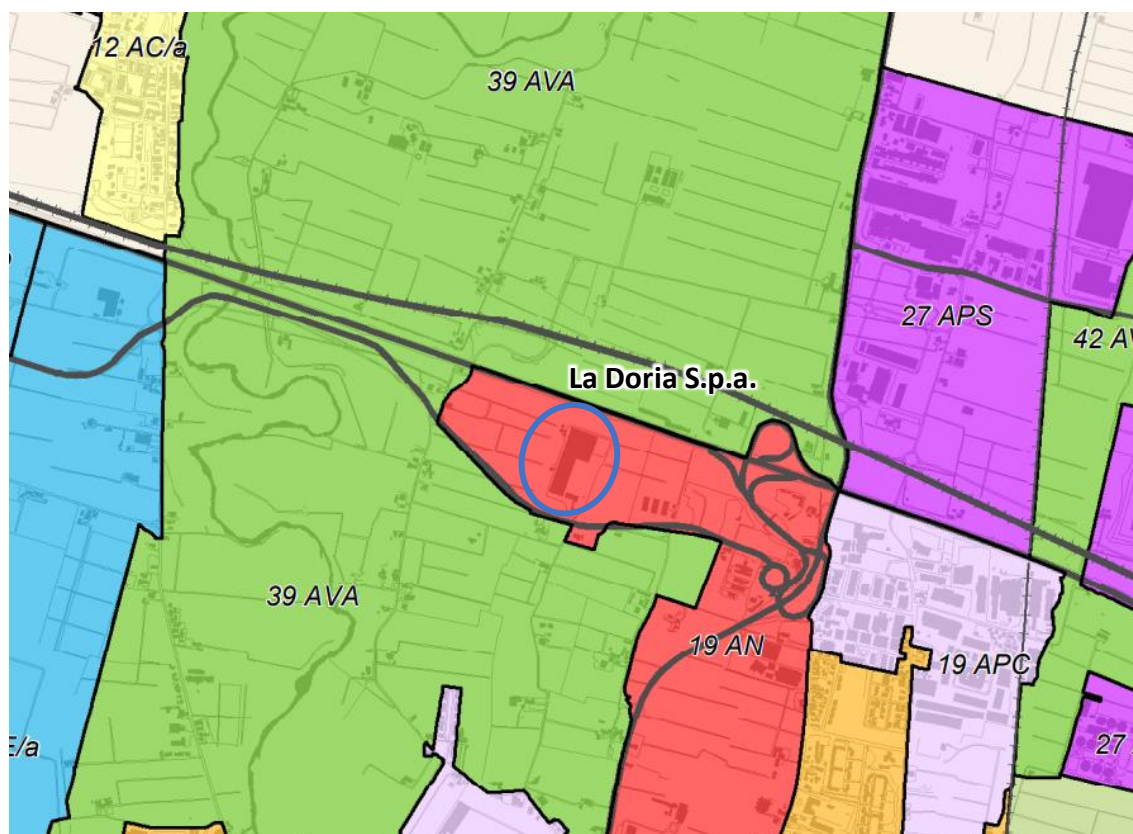 12 AC/a
39 AVA
27 APS
42 AV
La Doria S.p.a.
39 AVA
19 AN
19 APC
E/a
27